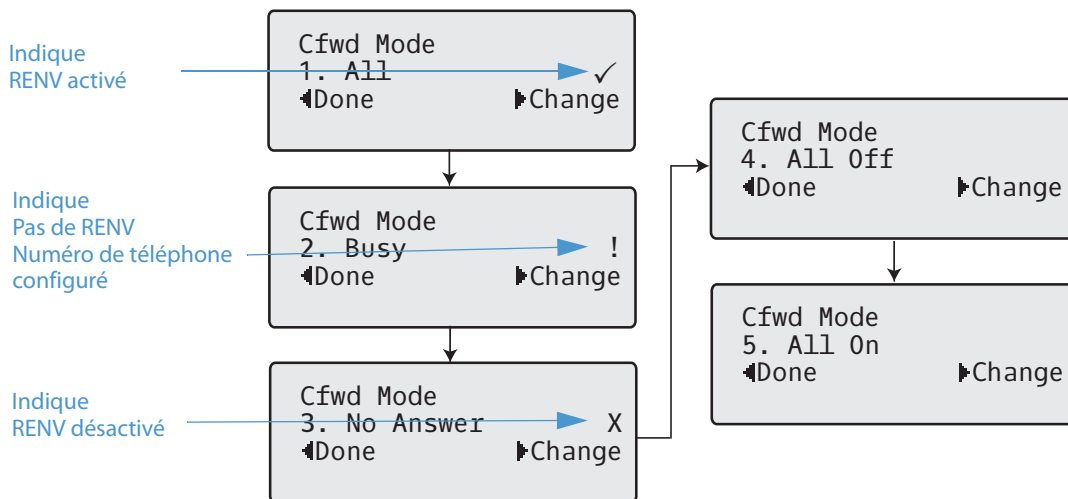 Indique
RENV activé
Cfwd Mode
1. All ✓
◀Done ▶Change
Indique
Pas de RENV
Numéro de téléphone
configuré
Cfwd Mode
2. Busy !
◀Done ▶Change
Indique
RENV désactivé
Cfwd Mode
3. No Answer X
◀Done ▶Change
Cfwd Mode
4. All Off
◀Done ▶Change
Cfwd Mode
5. All On
◀Done ▶Change